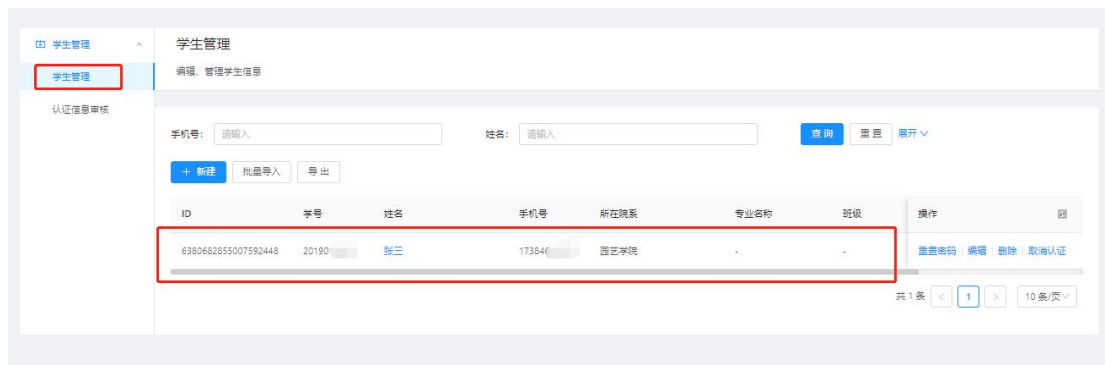 学生管理
学生管理
认证信息审核
学生管理
编辑、管理学生信息
手机号: 请输入 姓名: 请输入 查询 重置 展开
+ 新建 批量导入 导出
ID 学号 姓名 手机号 所在院系 专业名称 班级 操作
6380682855007592448 20190 张三 173846 园艺学院 - - 重置密码 编辑 删除 取消认证
共1条 < 1 > 10条/页